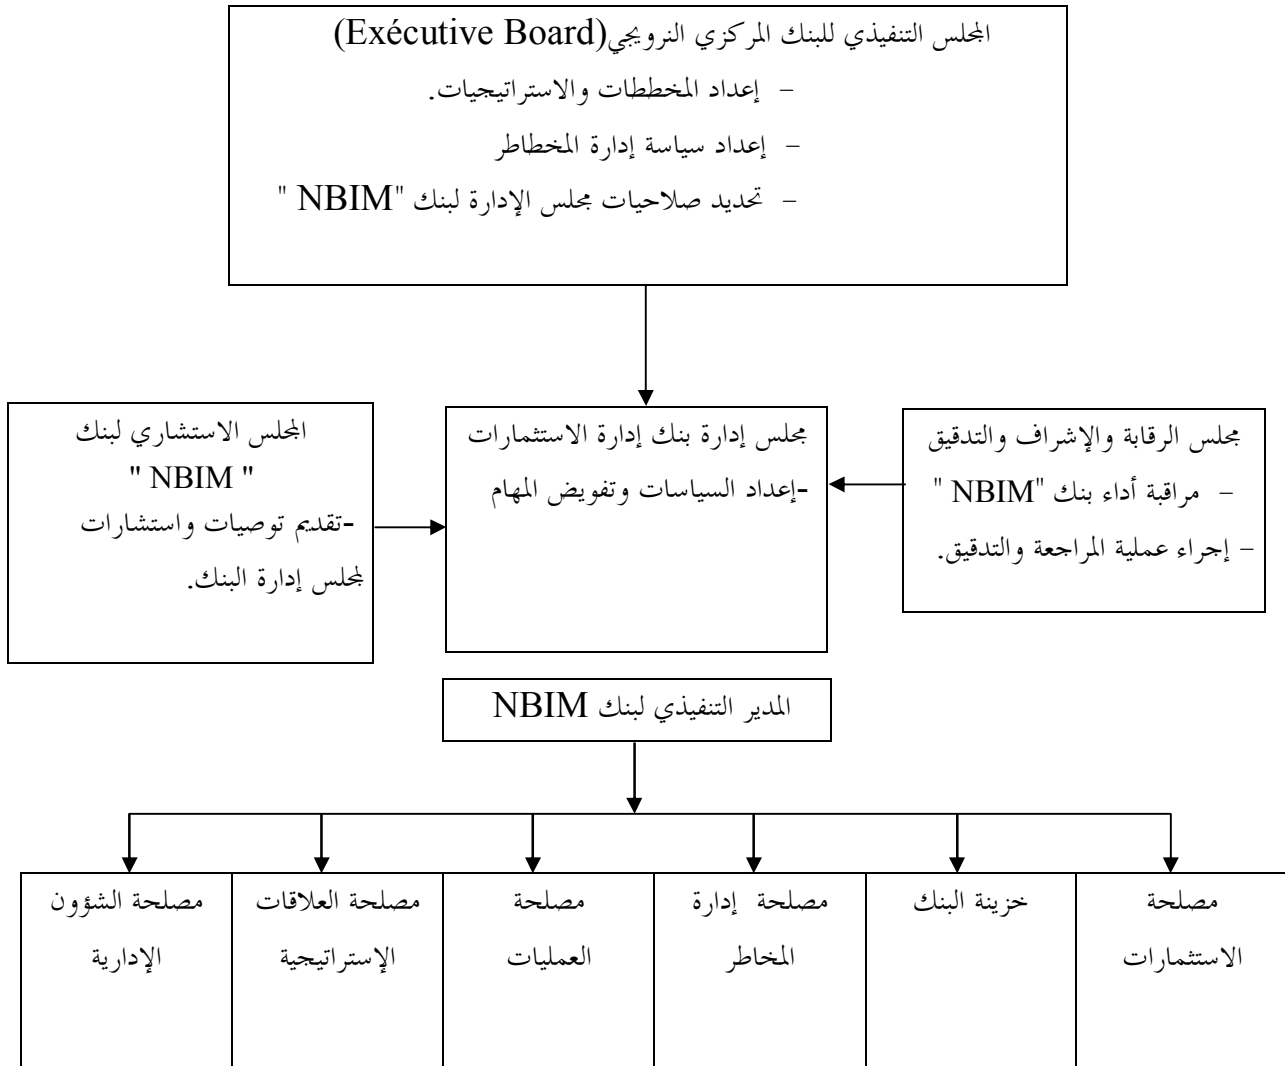 المجلس التنفيذي للبنك المركزي النرويجي(Exécutive Board)
– إعداد المخططات والاستراتيجيات.
– إعداد سياسة إدارة المخطاطر
– تحديد صلاحيات مجلس الإدارة لبنك "NBIM "
مجلس الرقابة والإشراف والتدقيق
– مراقبة أداء بنك "NBIM "
– إجراء عملية المراجعة والتدقيق.
مجلس إدارة بنك إدارة الاستثمارات
-إعداد السياسات وتفويض المهام
المجلس الاستشاري لبنك
" NBIM "
-تقديم توصيات واستشارات
لمجلس إدارة البنك.
المدير التنفيذي لبنك NBIM
مصلحة
الاستثمارات
خزينة البنك
مصلحة إدارة
المخاطر
مصلحة
العمليات
مصلحة العلاقات
الإستراتيجية
مصلحة الشؤوون
الإدارية